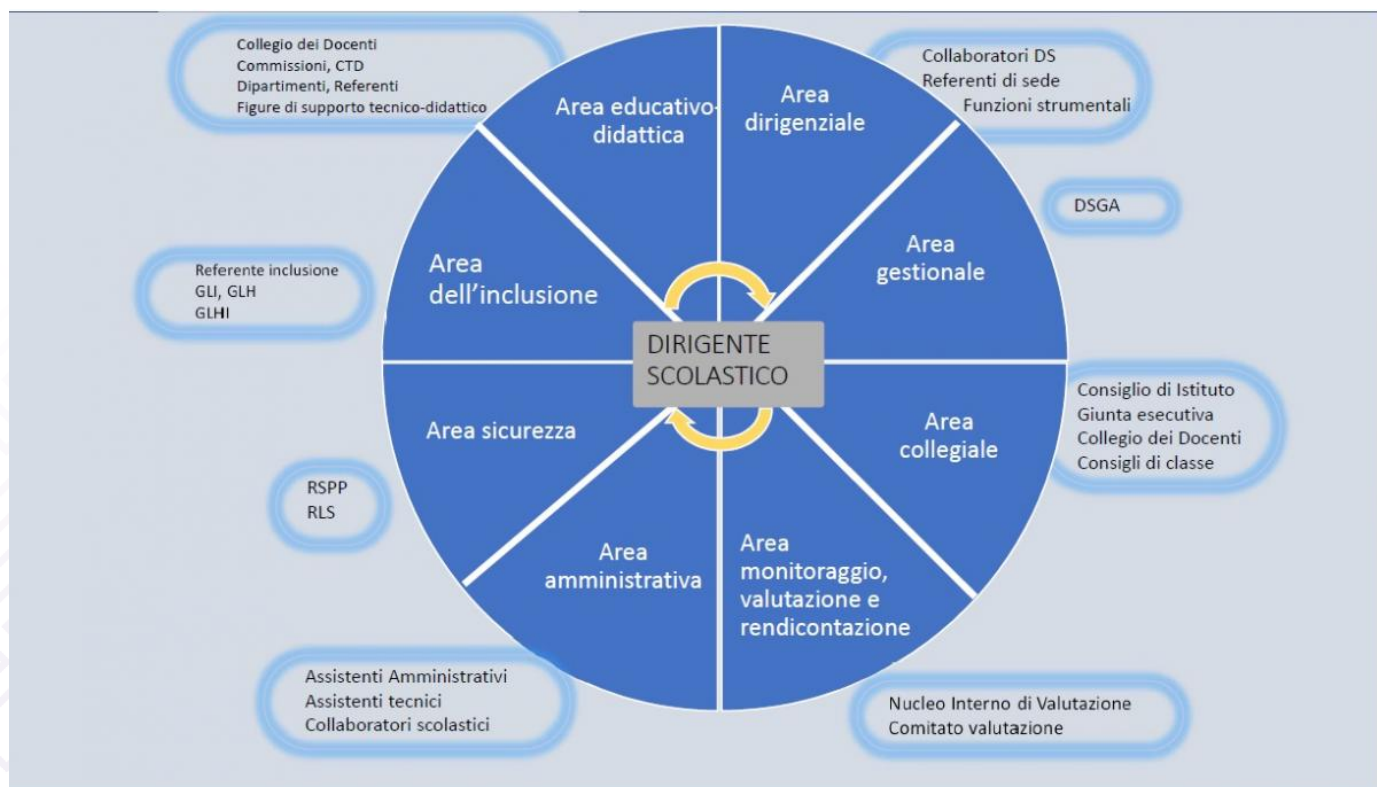 Collegio dei Docenti
Commissioni, CTD
Dipartimenti, Referenti
Figure di supporto tecnico-didattico
Area educativo-
didattica
Area
dirigenziale
Collaboratori DS
Referenti di sede
Funzioni strumentali
DSGA
Area
gestionale
Referente inclusione
GLI, GLH
GLHI
Area
dell’inclusione
DIRIGENTE
SCOLASTICO
Area
collegiale
Consiglio di Istituto
Giunta esecutiva
Collegio dei Docenti
Consigli di classe
Area sicurezza
RSPP
RLS
Area
amministrativa
Area
monitoraggio,
valutazione e
rendicontazione
Assistenti Amministrativi
Assistenti tecnici
Collaboratori scolastici
Nucleo Interno di Valutazione
Comitato valutazione